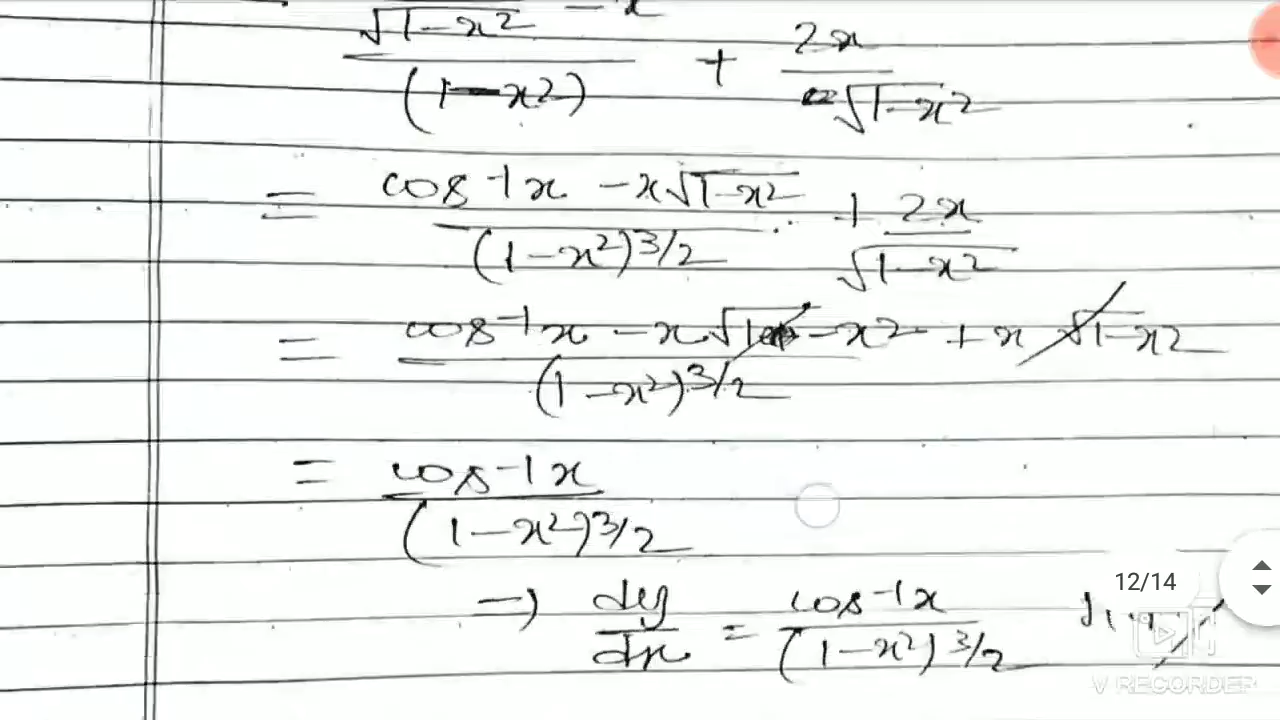 √1-x² - x
(1-x²) + 2x
√1-x²
= cos-1x - x√1-x² + 2x
(1-x²)3/2 √1-x²
= cos-1x - x√1-x² + x √1-x²
(1-x²)3/2
= cos-1x
(1-x²)3/2
→) dy = cos-1x
dx (1-x²)3/2
12/14
V RECORDER